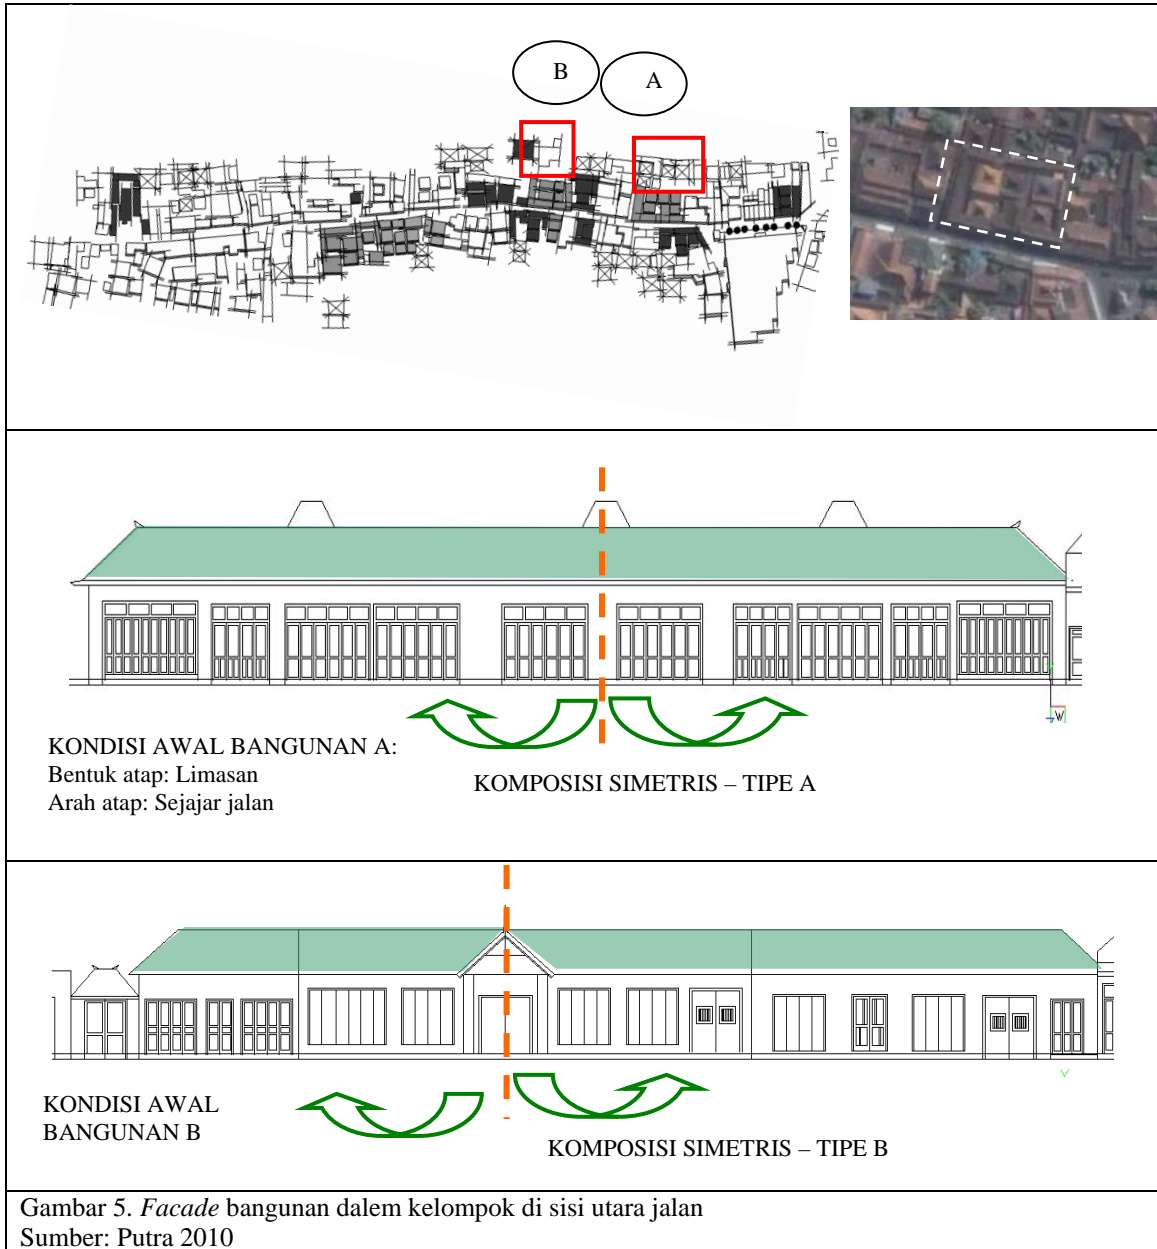 B
A
KONDISI AWAL BANGUNAN A:
Bentuk atap: Limasan
Arah atap: Sejajar jalan
KOMPOSISI SIMETRIS – TIPE A
W
KONDISI AWAL
BANGUNAN B
KOMPOSISI SIMETRIS – TIPE B
Y
Gambar 5. Facade bangunan dalem kelompok di sisi utara jalan
Sumber: Putra 2010